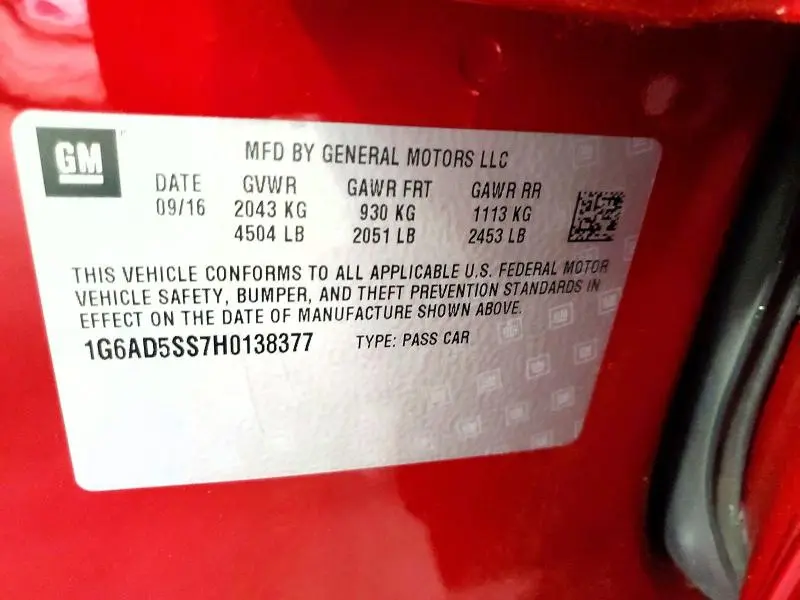 GM
MFD BY GENERAL MOTORS LLC
DATE GVWR GAWR FRT GAWR RR
09/16 2043 KG 930 KG 1113 KG
4504 LB 2051 LB 2453 LB
THIS VEHICLE CONFORMS TO ALL APPLICABLE U.S. FEDERAL MOTOR
VEHICLE SAFETY, BUMPER, AND THEFT PREVENTION STANDARDS IN
EFFECT ON THE DATE OF MANUFACTURE SHOWN ABOVE.
1G6AD5SS7H0138377 TYPE: PASS CAR